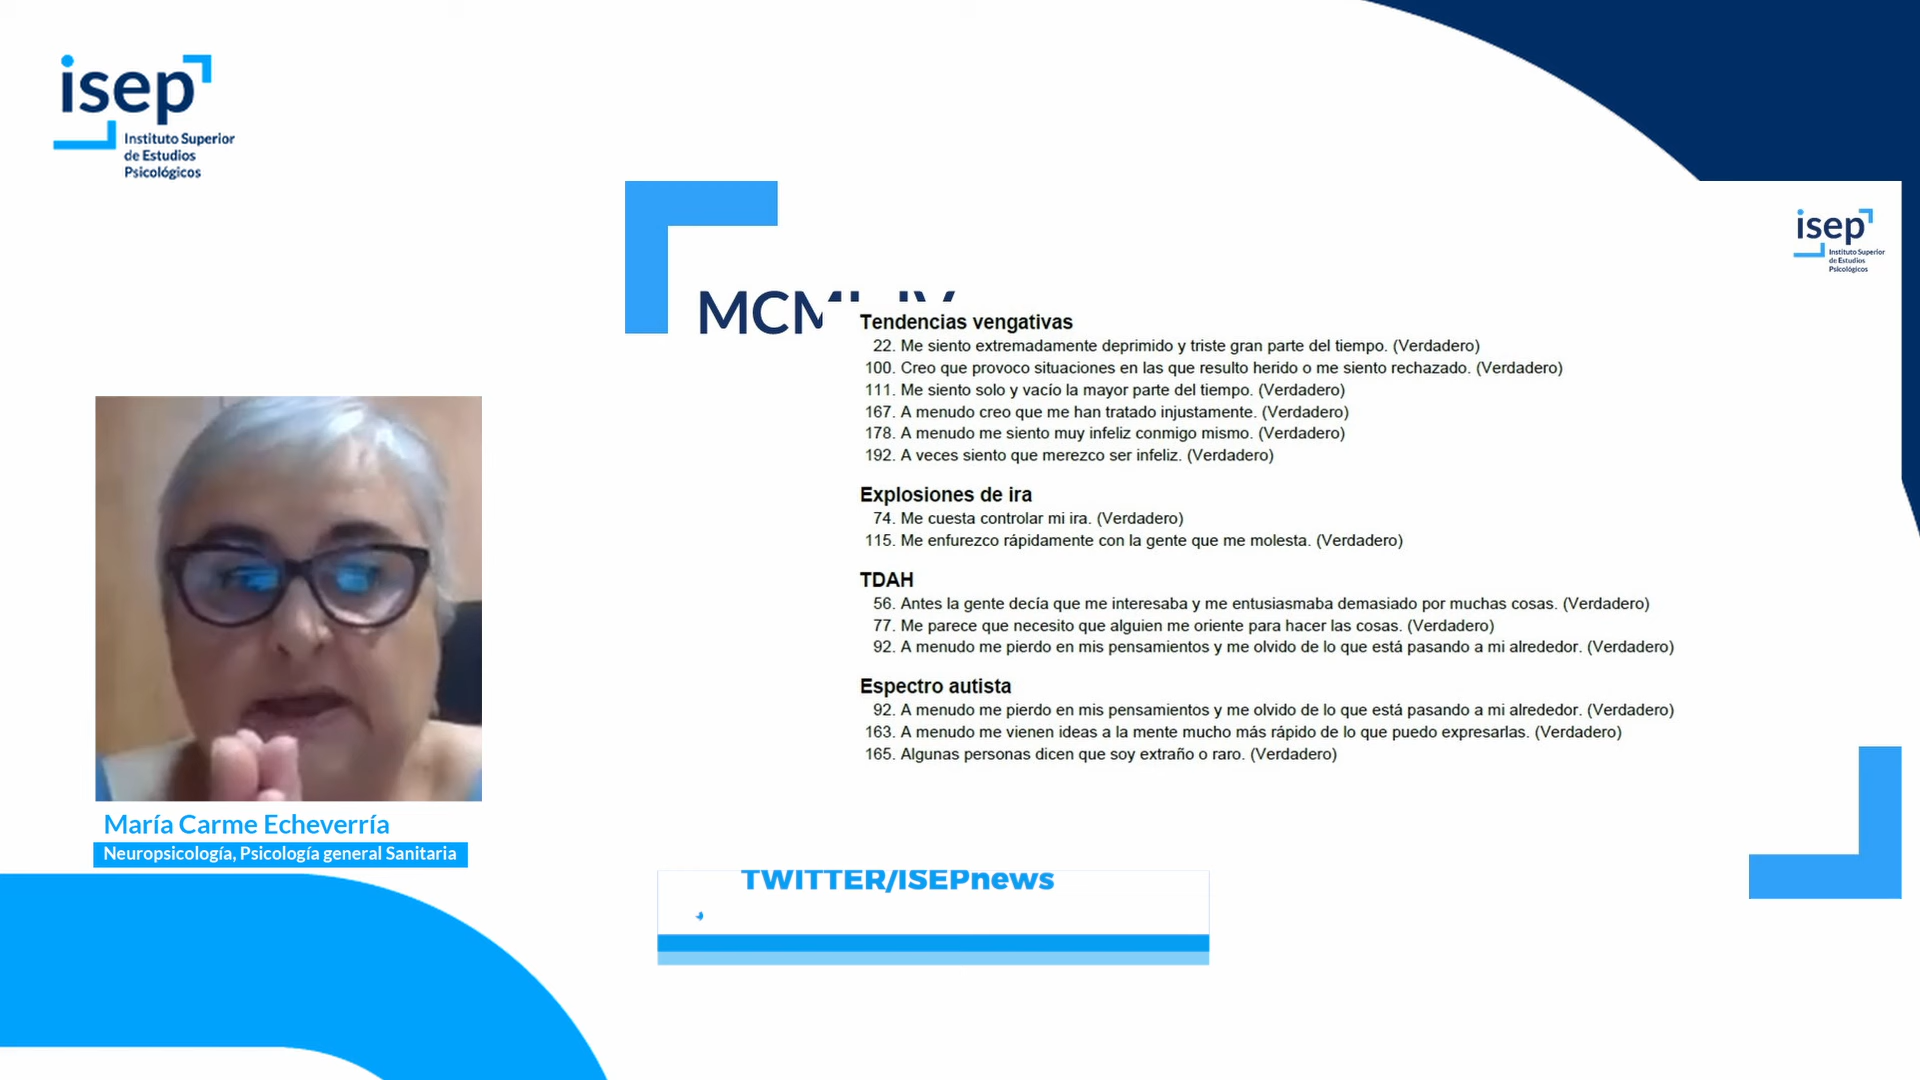 isep
Instituto Superior
de Estudios
Psicológicos
isep
Instituto Superior
de Estudios
Psicológicos
MCMI-IV
Tendencias vengativas
22. Me siento extremadamente deprimido y triste gran parte del tiempo. (Verdadero)
100. Creo que provoco situaciones en las que resulto herido o me siento rechazado. (Verdadero)
111. Me siento solo y vacío la mayor parte del tiempo. (Verdadero)
167. A menudo creo que me han tratado injustamente. (Verdadero)
178. A menudo me siento muy infeliz conmigo mismo. (Verdadero)
192. A veces siento que merezco ser infeliz. (Verdadero)
Explosiones de ira
74. Me cuesta controlar mi ira. (Verdadero)
115. Me enfurezco rápidamente con la gente que me molesta. (Verdadero)
TDAH
56. Antes la gente decía que me interesaba y me entusiasmaba demasiado por muchas cosas. (Verdadero)
77. Me parece que necesito que alguien me oriente para hacer las cosas. (Verdadero)
92. A menudo me pierdo en mis pensamientos y me olvido de lo que está pasando a mi alrededor. (Verdadero)
Espectro autista
92. A menudo me pierdo en mis pensamientos y me olvido de lo que está pasando a mi alrededor. (Verdadero)
163. A menudo me vienen ideas a la mente mucho más rápido de lo que puedo expresarlas. (Verdadero)
165. Algunas personas dicen que soy extraño o raro. (Verdadero)
María Carme Echeverría
Neuropsicología, Psicología general Sanitaria
TWITTER/ISEPnews